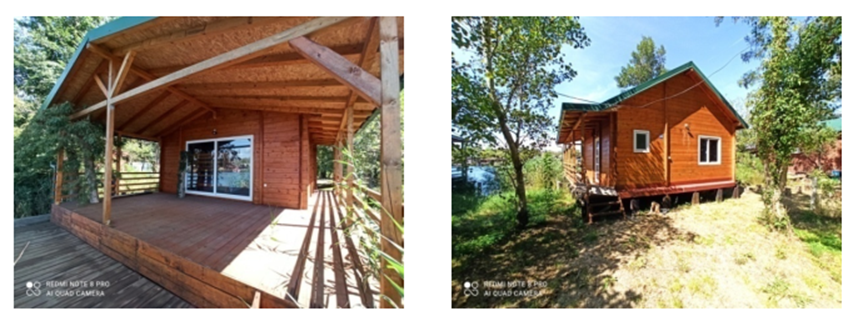 REDMI NOTE 8 PRO
AI QUAD CAMERA
REDMI NOTE 8 PRO
AI QUAD CAMERA